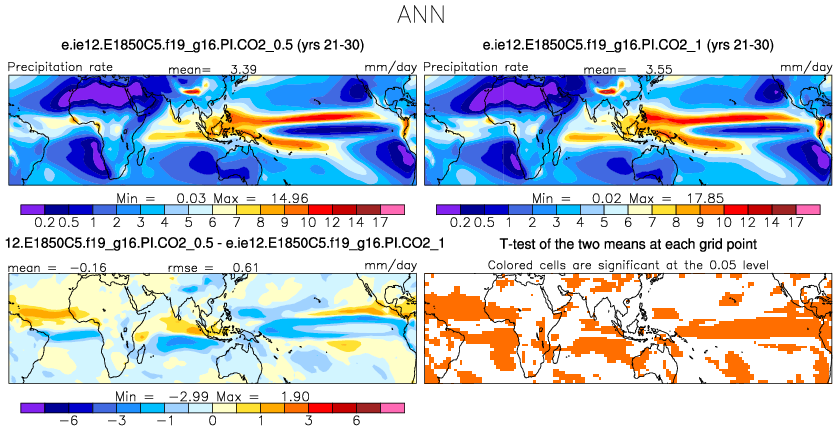 ANN
e.ie12.E1850C5.f19_g16.PI.CO2_0.5 (yrs 21-30)
Precipitation rate mean= 3.39 mm/day
Min = 0.03 Max = 14.96
0.2 0.5 1 2 3 4 5 6 7 8 9 10 12 14 17
e.ie12.E1850C5.f19_g16.PI.CO2_1 (yrs 21-30)
Precipitation rate mean= 3.55 mm/day
Min = 0.02 Max = 17.85
0.2 0.5 1 2 3 4 5 6 7 8 9 10 12 14 17
12.E1850C5.f19_g16.PI.CO2_0.5 - e.ie12.E1850C5.f19_g16.PI.CO2_1
mean = -0.16 rmse = 0.61 mm/day
Min = -2.99 Max = 1.90
-6 -3 -1 0 1 3 6
T-test of the two means at each grid point
Colored cells are significant at the 0.05 level